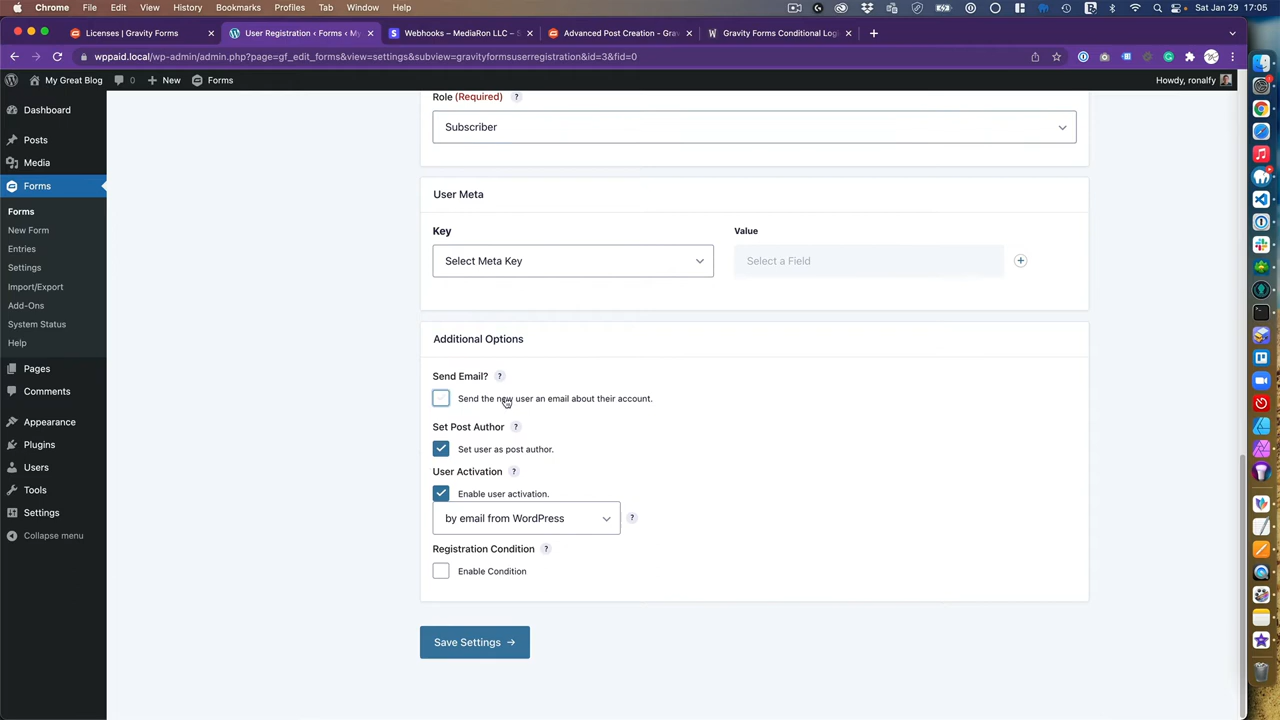 Chrome File Edit View History Bookmarks Profiles Tab Window Help Sat Jan 29 17:05
Licenses ‹ Gravity Forms User Registration ‹ Forms ‹ My Webhooks – MediaRon LLC – S Advanced Post Creation - Grav Gravity Forms Conditional Logi
wppaid.local/wp-admin/admin.php?page=gf_edit_forms&view=settings&subview=gravityformsuserregistration&id=3&fid=0
My Great Blog 0 New Forms Howdy, ronalfy
Dashboard
Posts
Media
Forms
Forms
New Form
Entries
Settings
Import/Export
Add-Ons
System Status
Help
Pages
Comments
Appearance
Plugins
Users
Tools
Settings
Collapse menu
Role (Required) ?
Subscriber
User Meta
Key Value
Select Meta Key Select a Field
Additional Options
Send Email? ?
Send the new user an email about their account.
Set Post Author ?
Set user as post author.
User Activation ?
Enable user activation.
by email from WordPress ?
Registration Condition ?
Enable Condition
Save Settings →